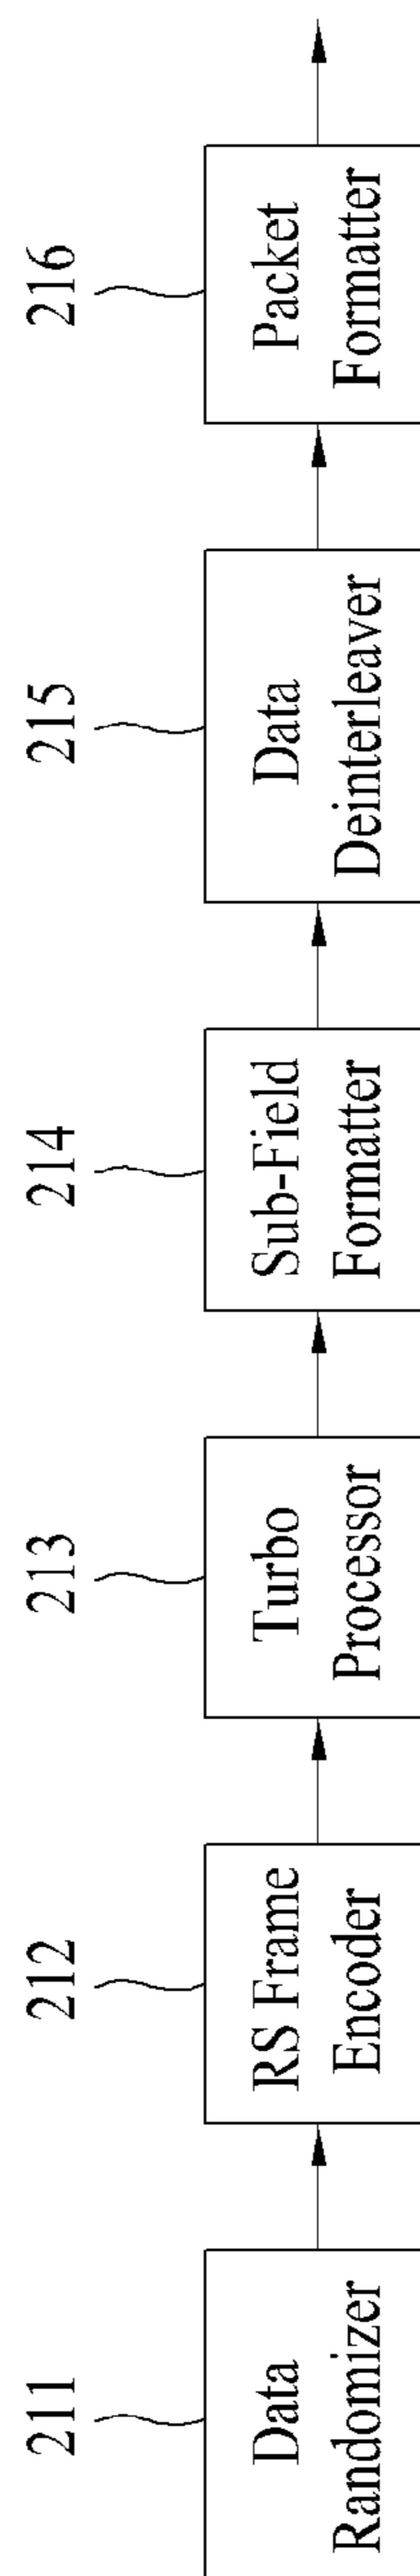 211
Data
Randomizer
212
RS Frame
Encoder
213
Turbo
Processor
214
Sub-Field
Formatter
215
Data
Deinterleaver
216
Packet
Formatter